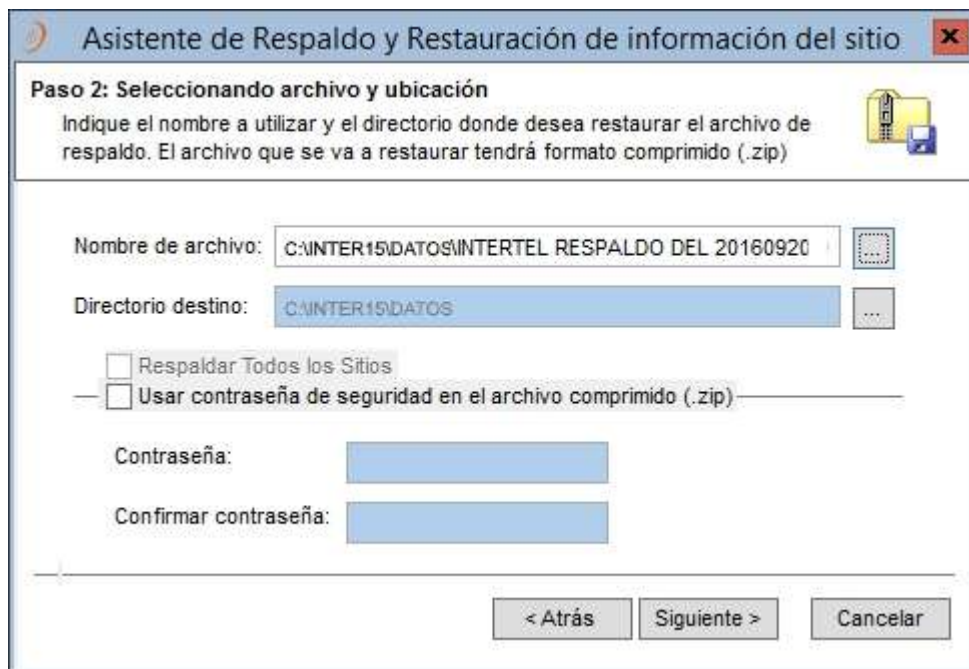 Asistente de Respaldo y Restauración de información del sitio
Paso 2: Seleccionando archivo y ubicación
Indique el nombre a utilizar y el directorio donde desea restaurar el archivo de
respaldo. El archivo que se va a restaurar tendrá formato comprimido (.zip)
Nombre de archivo: C:\INTER15\DATOS\INTERTEL RESPALDO DEL 20160920 ...
Directorio destino: C:\INTER15\DATOS ...
Respaldar Todos los Sitios
Usar contraseña de seguridad en el archivo comprimido (.zip)
Contraseña:
Confirmar contraseña:
< Atrás Siguiente > Cancelar